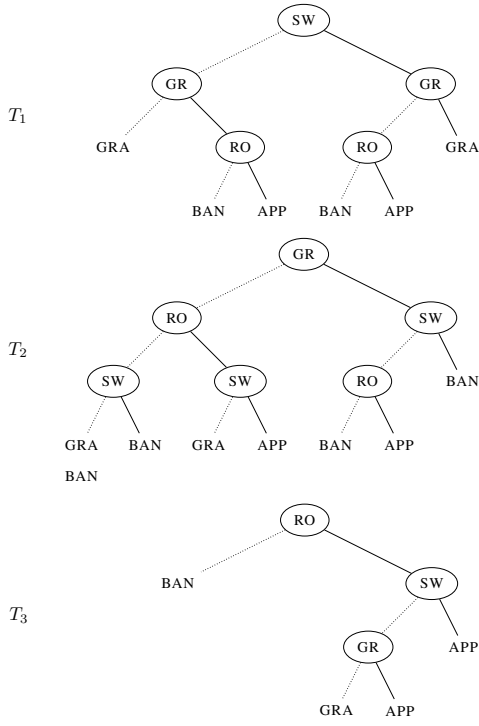 SW
GR GR
T1
GRA RO RO GRA
BAN APP BAN APP
GR
RO SW
T2
SW SW RO BAN
GRA BAN GRA APP BAN APP
BAN
RO
BAN SW
T3
GR APP
GRA APP